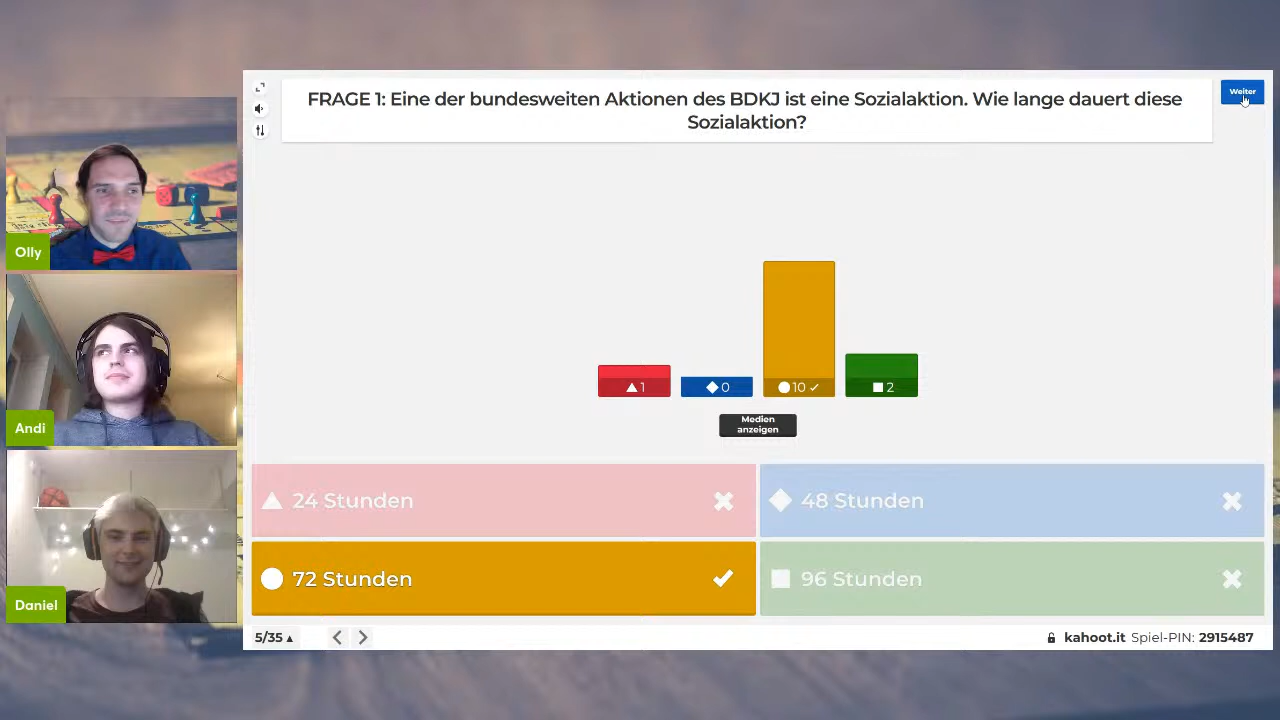 FRAGE 1: Eine der bundesweiten Aktionen des BDKJ ist eine Sozialaktion. Wie lange dauert diese
Sozialaktion?
Weiter
Olly
Andi
Daniel
1
0
10
2
Medien
anzeigen
24 Stunden
48 Stunden
72 Stunden
96 Stunden
5/35
kahoot.it Spiel-PIN: 2915487